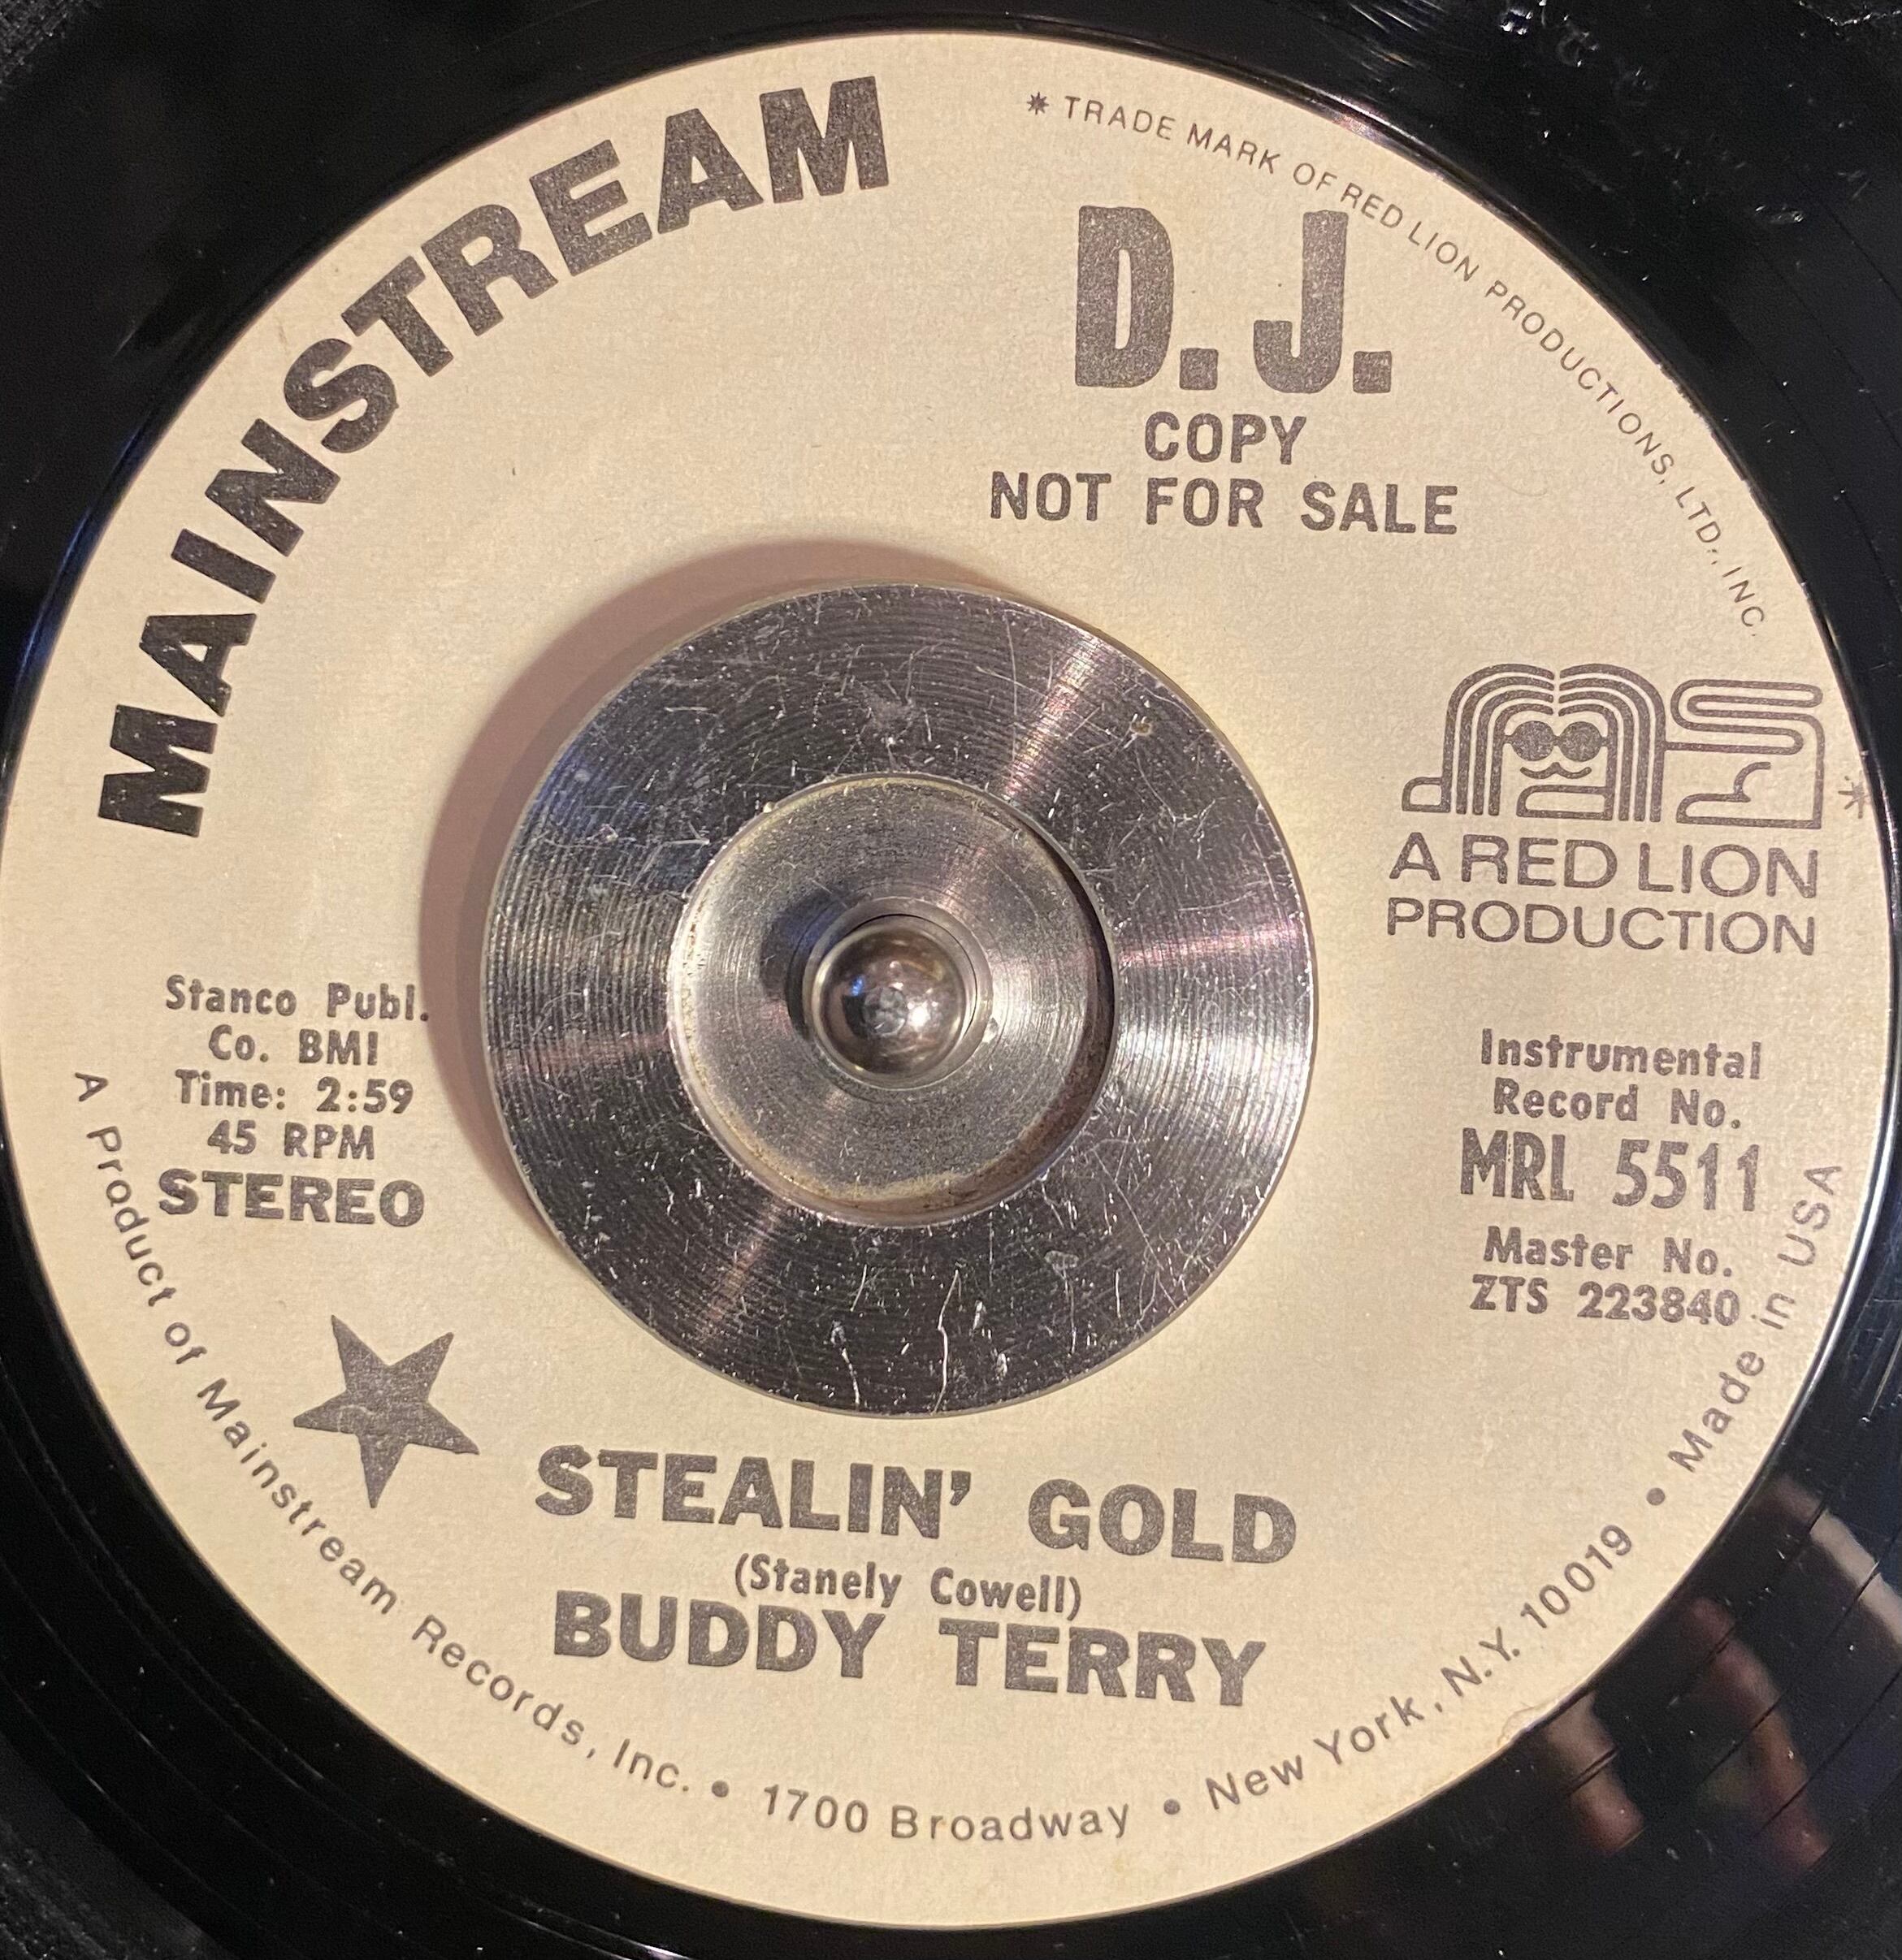 MAINSTREAM
* TRADE MARK OF RED LION PRODUCTIONS, LTD., INC.
D.J.
COPY
NOT FOR SALE
ms*
A RED LION
PRODUCTION
Stanco Publ.
Co. BMI
Time: 2:59
45 RPM
STEREO
Instrumental
Record No.
MRL 5511
Master No.
ZTS 223840
STEALIN' GOLD
(Stanely Cowell)
BUDDY TERRY
A Product of Mainstream Records, Inc. • 1700 Broadway • New York, N.Y. 10019 • Made in USA